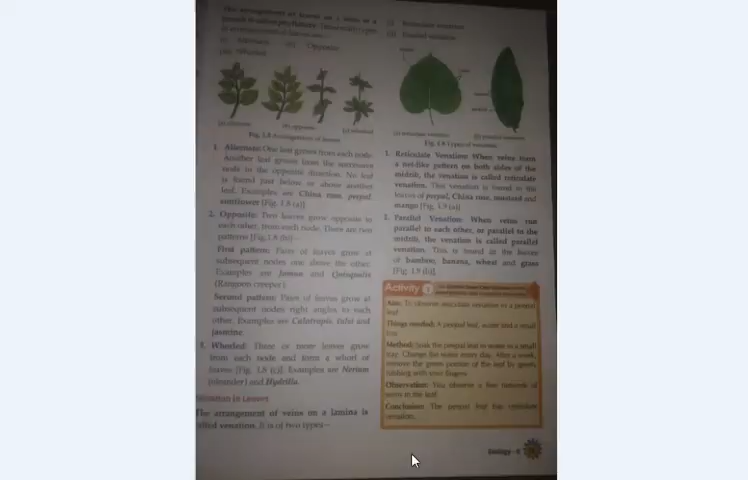 The arrangement of leaves on a stem or a
(i) Alternate (ii) Opposite
(iii) Whorled
(a) alternate
(b) opposite
(c) whorled
Fig. 1.8 Arrangement of leaves
1. Alternate: One leaf grows from each node.
Another leaf grows from the successive
node in the opposite direction. No leaf
is found just below or above another
leaf. Examples are China rose, peepal
sunflower [Fig. 1.8 (a)].
2. Opposite: Two leaves grow opposite to
each other, from each node. There are two
patterns [Fig. 1.8 (b)] –
First pattern: Pairs of leaves grow at
subsequent nodes one above the other.
Examples are Jamun and Quisqualis
(Rangoon creeper).
Second pattern: Pairs of leaves grow at
subsequent nodes right angles to each
other. Examples are Calotropis, tulsi and
jasmine.
3. Whorled: Three or more leaves grow
from each node and form a whorl of
leaves [Fig. 1.8 (c)]. Examples are Nerium
(oleander) and Hydrilla.
Venation in Leaves
The arrangement of veins on a lamina is
called venation. It is of two types –
(i) Reticulate venation
(ii) Parallel venation
(a) reticulate venation
(b) parallel venation
Fig. 1.9 Types of venation
1. Reticulate Venation: When veins form
a net-like pattern on both sides of the
midrib, the venation is called reticulate
venation. This venation is found in the
leaves of peepal, China rose, mustard and
mango [Fig. 1.9 (a)].
2. Parallel Venation: When veins run
parallel to each other, or parallel to the
midrib, the venation is called parallel
venation. This is found in the leaves
of bamboo, banana, wheat and grass
[Fig. 1.9 (b)].
Activity
Aim: To observe reticulate venation in a peepal
leaf
Things needed: A peepal leaf, water and a small
tray
Method: Soak the peepal leaf in water in a small
tray. Change the water every day. After a week,
remove the green portion of the leaf by gently
rubbing with your fingers.
Observation: You observe a fine network of
veins in the leaf.
Conclusion: The peepal leaf has reticulate
venation.
Biology - 6